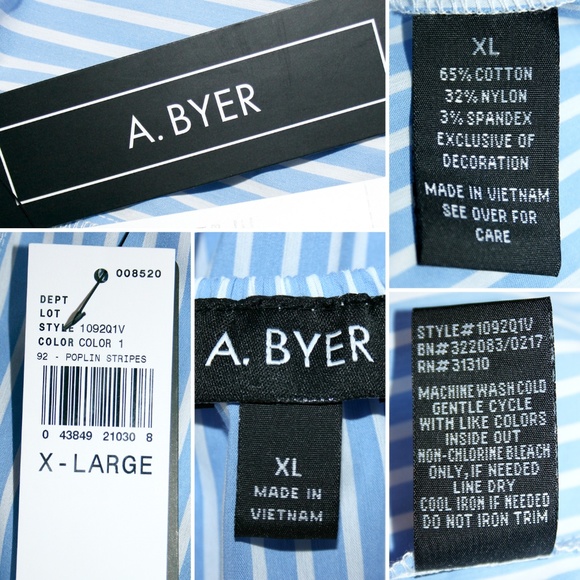 A. BYER
XL
65% COTTON
32% NYLON
3% SPANDEX
EXCLUSIVE OF
DECORATION
MADE IN VIETNAM
SEE OVER FOR
CARE
008520
DEPT
LOT
STYLE 1092Q1V
COLOR COLOR 1
92 - POPLIN STRIPES
0 43849 21030 8
X-LARGE
A. BYER
XL
MADE IN
VIETNAM
STYLE# 1092Q1V
BN# 322083/0217
RN# 31310
MACHINE WASH COLD
GENTLE CYCLE
WITH LIKE COLORS
INSIDE OUT
NON-CHLORINE BLEACH
ONLY, IF NEEDED
LINE DRY
COOL IRON IF NEEDED
DO NOT IRON TRIM